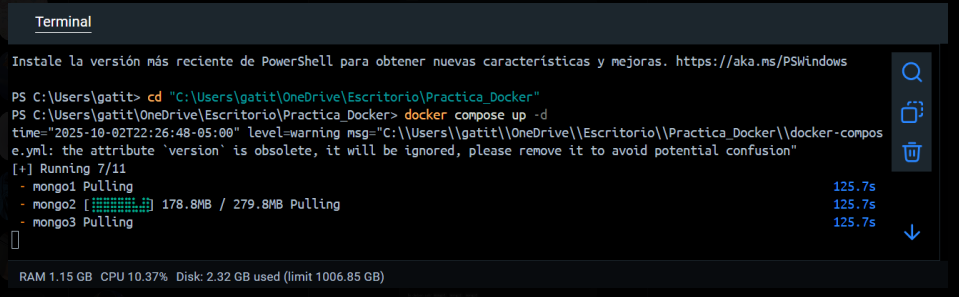 Terminal
Instale la versión más reciente de PowerShell para obtener nuevas características y mejoras. https://aka.ms/PSWindows
PS C:\Users\gatit> cd "C:\Users\gatit\OneDrive\Escritorio\Practica_Docker"
PS C:\Users\gatit\OneDrive\Escritorio\Practica_Docker> docker compose up -d
time="2025-10-02T22:26:48-05:00" level=warning msg="C:\\Users\\gatit\\OneDrive\\Escritorio\\Practica_Docker\\docker-compos
e.yml: the attribute `version` is obsolete, it will be ignored, please remove it to avoid potential confusion"
[+] Running 7/11
- mongo1 Pulling 125.7s
- mongo2 [⣿⣿⣿⣿⣿⣿⣄⣼] 178.8MB / 279.8MB Pulling 125.7s
- mongo3 Pulling 125.7s
RAM 1.15 GB CPU 10.37% Disk: 2.32 GB used (limit 1006.85 GB)